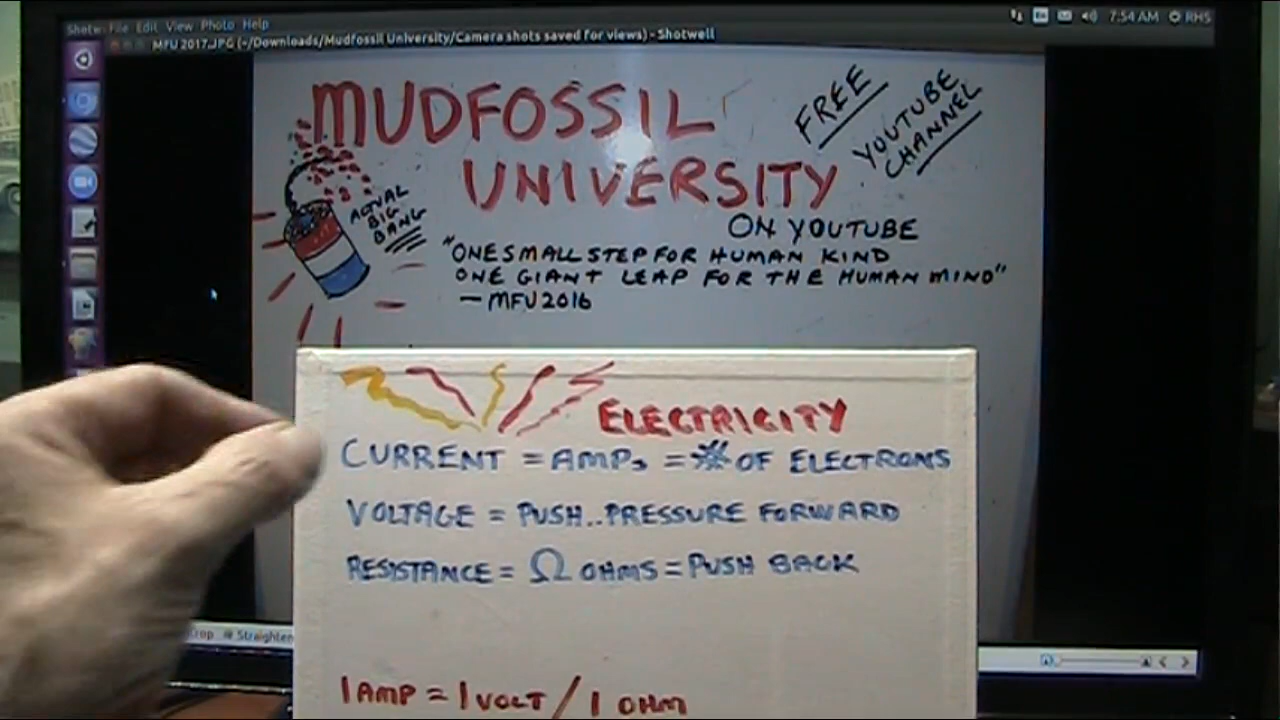 Shotw File Edit View Photo Help
7:54 AM RHS
MFU 2017.JPG (~/Downloads/Mudfossil University/Camera shots saved for views) - Shotwell
MUDFOSSIL
UNIVERSITY
FREE
YOUTUBE
CHANNEL
ACTUAL
BIG
BANG
ON YOUTUBE
"ONE SMALL STEP FOR HUMAN KIND
ONE GIANT LEAP FOR THE HUMAN MIND"
- MFU 2016
ELECTRICITY
CURRENT = AMPs = # OF ELECTRONS
VOLTAGE = PUSH..PRESSURE FORWARD
RESISTANCE = Ω OHMS = PUSH BACK
rop Straighten
1 AMP = 1 VOLT / 1 OHM